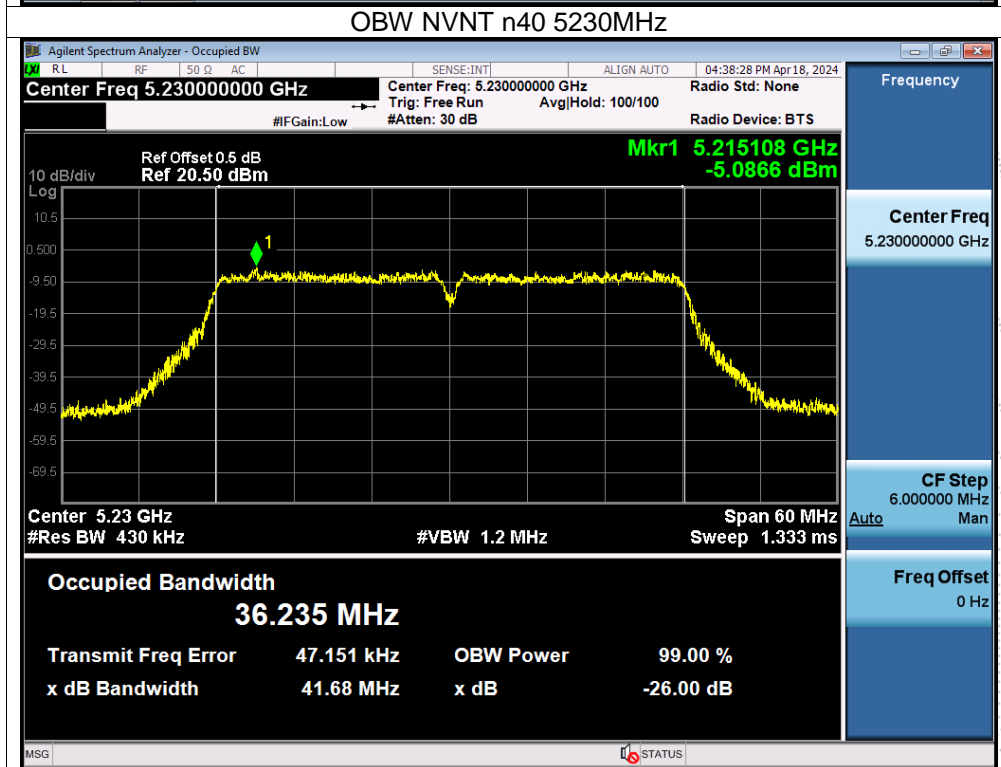 OBW NVNT n40 5230MHz
Agilent Spectrum Analyzer - Occupied BW
LXI RL RF 50 Ω AC SENSE:INT ALIGN AUTO 04:38:28 PM Apr 18, 2024
Center Freq 5.230000000 GHz
Center Freq: 5.230000000 GHz
Radio Std: None
Trig: Free Run Avg|Hold: 100/100
#IFGain:Low
#Atten: 30 dB
Radio Device: BTS
Frequency
Mkr1 5.215108 GHz
-5.0866 dBm
Ref Offset 0.5 dB
10 dB/div Ref 20.50 dBm
Log
10.5
0.500
-9.50
-19.5
-29.5
-39.5
-49.5
-59.5
-69.5
1
Center 5.23 GHz Span 60 MHz
#Res BW 430 kHz #VBW 1.2 MHz Sweep 1.333 ms
Center Freq
5.230000000 GHz
CF Step
6.000000 MHz
Auto Man
Freq Offset
0 Hz
Occupied Bandwidth
36.235 MHz
Transmit Freq Error 47.151 kHz OBW Power 99.00 %
x dB Bandwidth 41.68 MHz x dB -26.00 dB
MSG STATUS